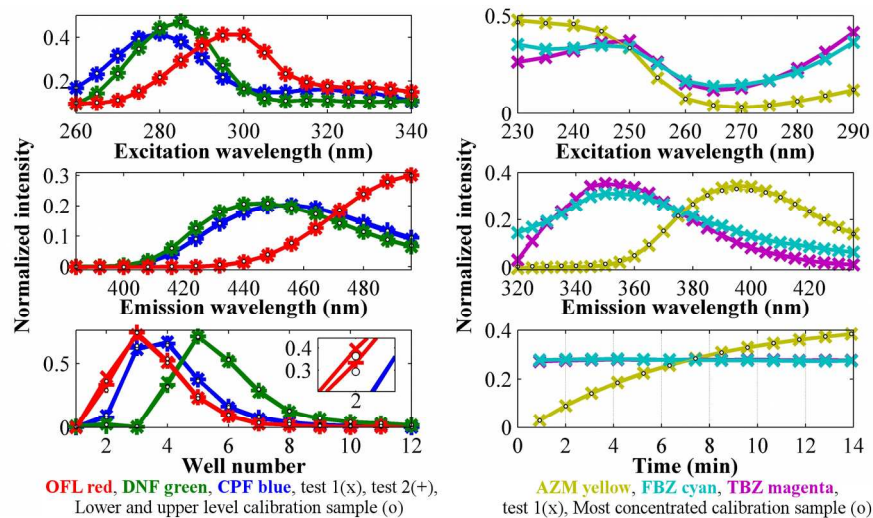 0.4
0.2
260 280 300 320 340
Excitation wavelength (nm)
0.5
0
230 240 250 260 270 280 290
Excitation wavelength (nm)
Normalized intensity
0.3
0.2
0.1
0
400 420 440 460 480
Emission wavelength (nm)
Normalized intensity
0.4
0.2
0
320 340 360 380 400 420
Emission wavelength (nm)
0.5
0
0.4
0.3
2
0 2 4 6 8 10 12
Well number
0.4
0.2
0
0 2 4 6 8 10 12 14
Time (min)
OFL red, DNF green, CPF blue, test 1(x), test 2(+),
Lower and upper level calibration sample (o)
AZM yellow, FBZ cyan, TBZ magenta,
test 1(x), Most concentrated calibration sample (o)